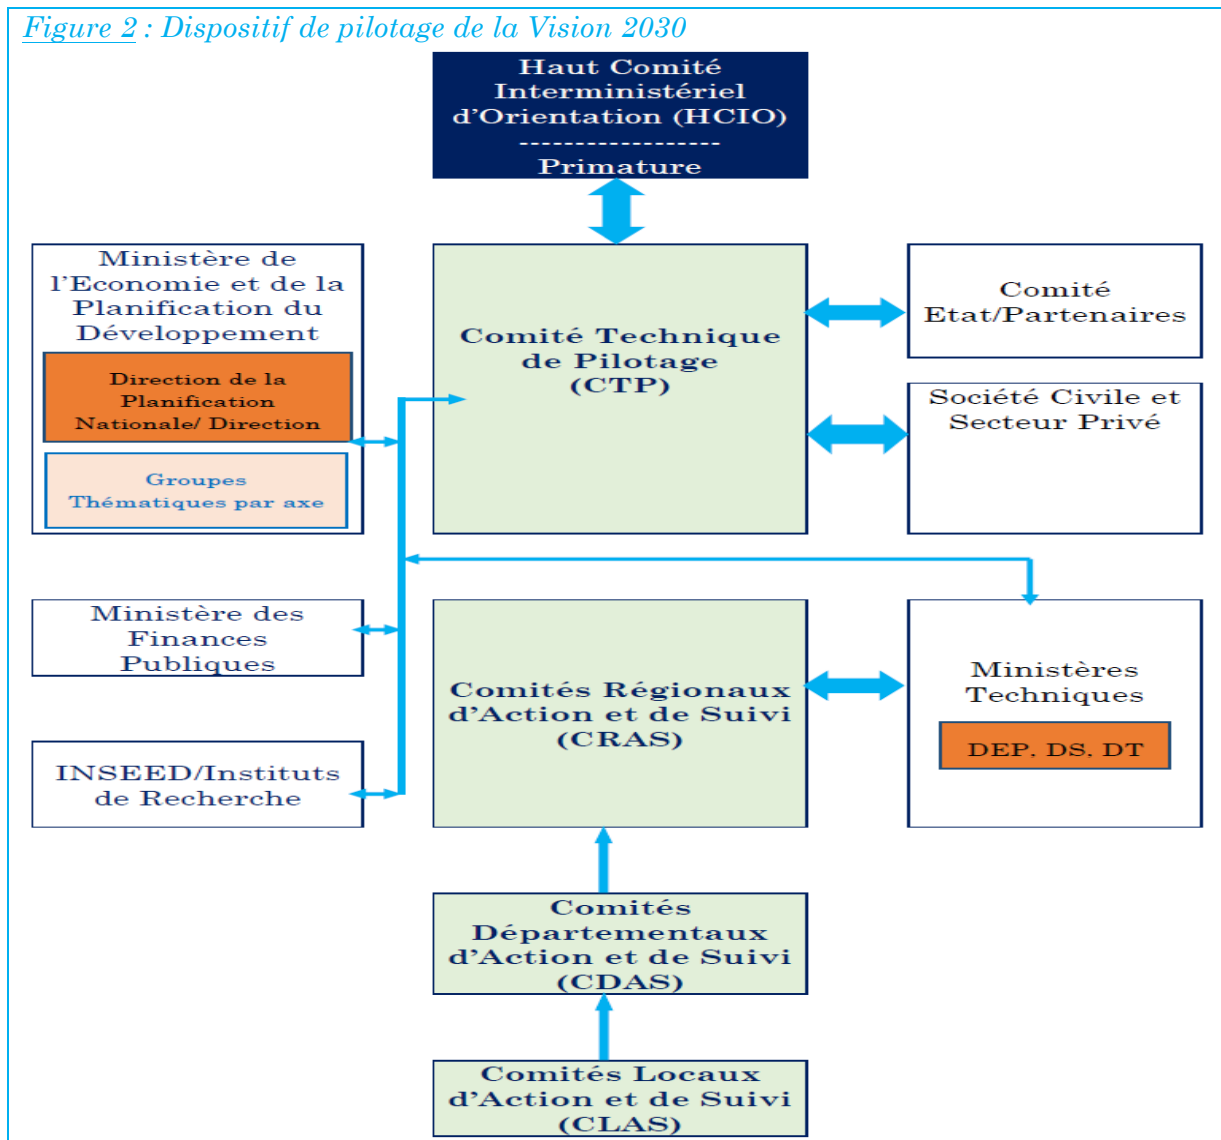 Figure 2 : Dispositif de pilotage de la Vision 2030
Haut Comité
Interministériel
d'Orientation (HCIO)
------------------
Primature
Ministère de
l'Economie et de la
Planification du
Développement
Direction de la
Planification
Nationale/ Direction
Groupes
Thématiques par axe
Comité Technique
de Pilotage
(CTP)
Comité
Etat/Partenaires
Société Civile et
Secteur Privé
Ministère des
Finances
Publiques
Comités Régionaux
d'Action et de Suivi
(CRAS)
Ministères
Techniques
DEP, DS, DT
INSEED/Instituts
de Recherche
Comités
Départementaux
d'Action et de Suivi
(CDAS)
Comités Locaux
d'Action et de Suivi
(CLAS)